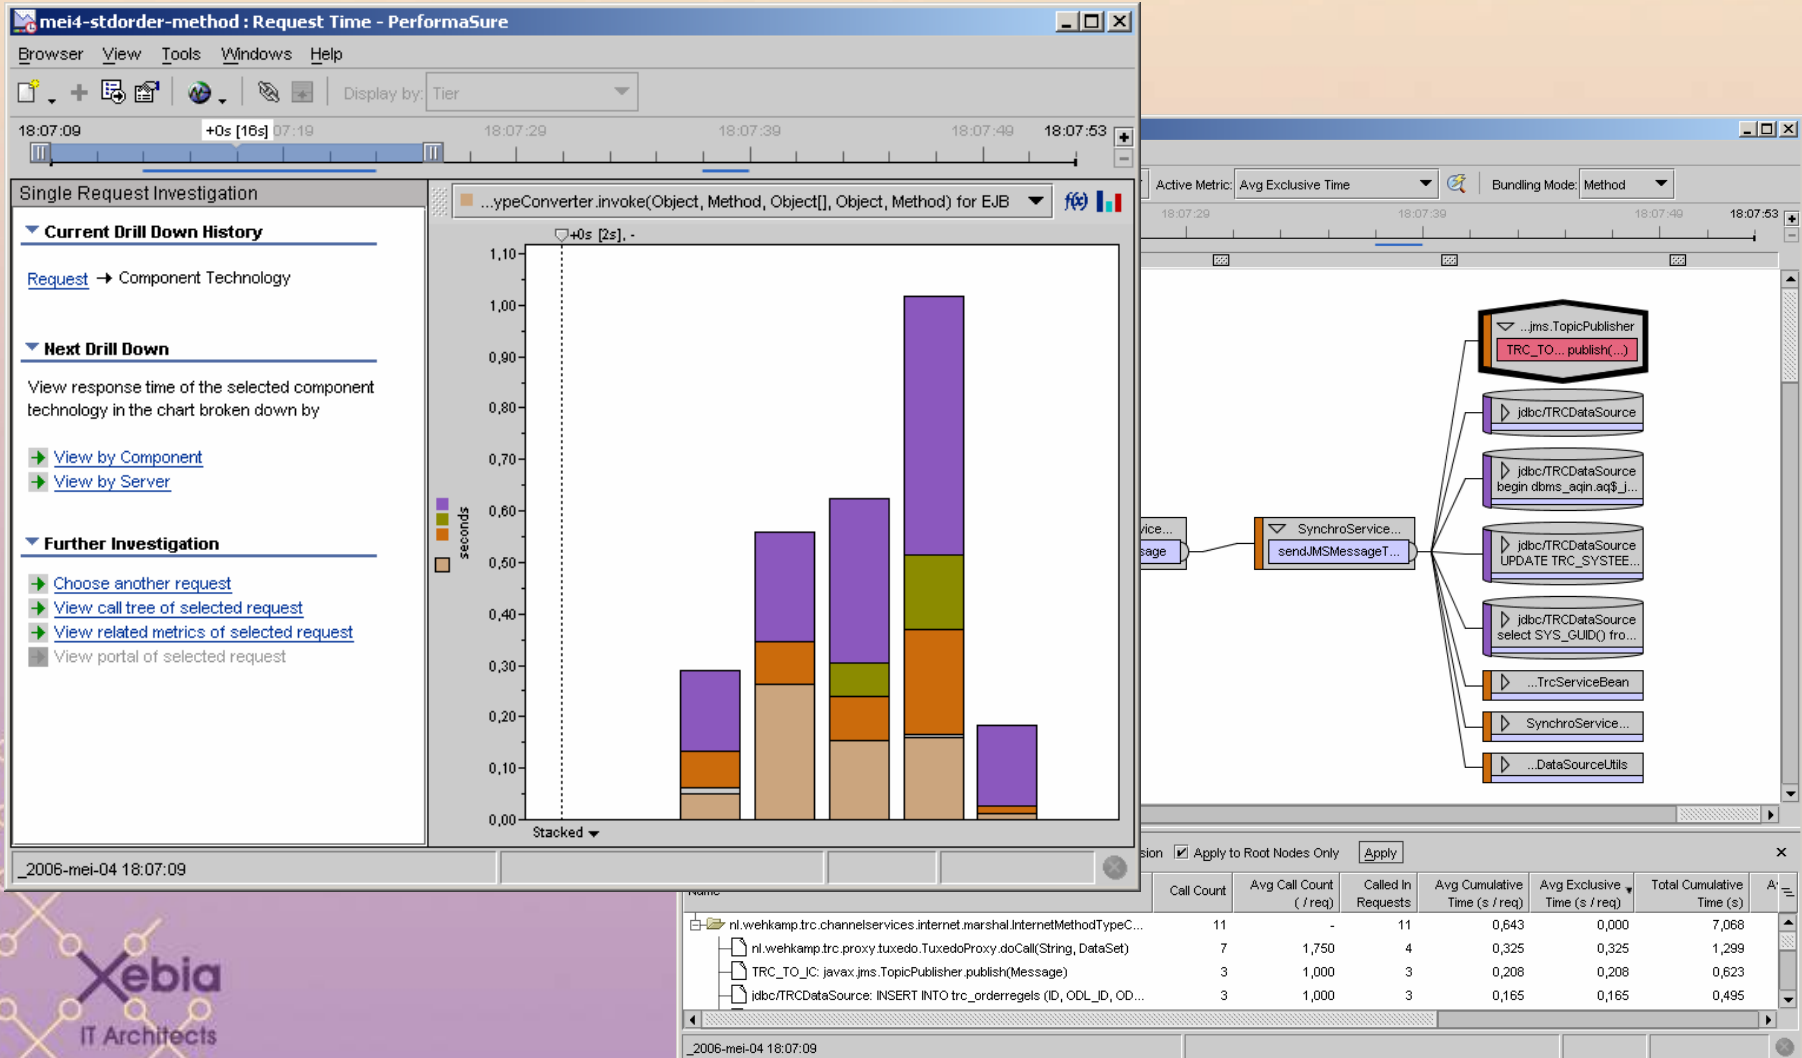 mei4-stdorder-method : Request Time - PerformaSure
Browser View Tools Windows Help
Display by: Tier
18:07:09 +0s [16s] 07:19 18:07:29 18:07:39 18:07:49 18:07:53
Single Request Investigation
Current Drill Down History
Request → Component Technology
Next Drill Down
View response time of the selected component
technology in the chart broken down by
View by Component
View by Server
Further Investigation
Choose another request
View call tree of selected request
View related metrics of selected request
View portal of selected request
...ypeConverter.invoke(Object, Method, Object[], Object, Method) for EJB
f(x)
+0s [2s], -
1,10
1,00
0,90
0,80
0,70
0,60
0,50
0,40
0,30
0,20
0,10
0,00
seconds
Stacked
_2006-mei-04 18:07:09
Active Metric: Avg Exclusive Time Bundling Mode: Method
18:07:29 18:07:39 18:07:49 18:07:53
...jms.TopicPublisher
TRC_TO... publish(...)
jdbc/TRCDataSource
jdbc/TRCDataSource
begin dbms_aqin.aq$_j...
jdbc/TRCDataSource
UPDATE TRC_SYSTEE...
jdbc/TRCDataSource
select SYS_GUID() fro...
...TrcServiceBean
SynchroService...
...DataSourceUtils
vice...
sage
SynchroService...
sendJMSMessageT...
sion Apply to Root Nodes Only Apply
Name Call Count Avg Call Count ( / req) Called In Requests Avg Cumulative Time (s / req) Avg Exclusive Time (s / req) Total Cumulative Time (s)
nl.wehkamp.trc.channelservices.internet.marshal.InternetMethodTypeC... 11 - 11 0,643 0,000 7,068
nl.wehkamp.trc.proxy.tuxedo.TuxedoProxy.doCall(String, DataSet) 7 1,750 4 0,325 0,325 1,299
TRC_TO_IC: javax.jms.TopicPublisher.publish(Message) 3 1,000 3 0,208 0,208 0,623
jdbc/TRCDataSource: INSERT INTO trc_orderregels (ID, ODL_ID, OD... 3 1,000 3 0,165 0,165 0,495
_2006-mei-04 18:07:09
Xebia
IT Architects